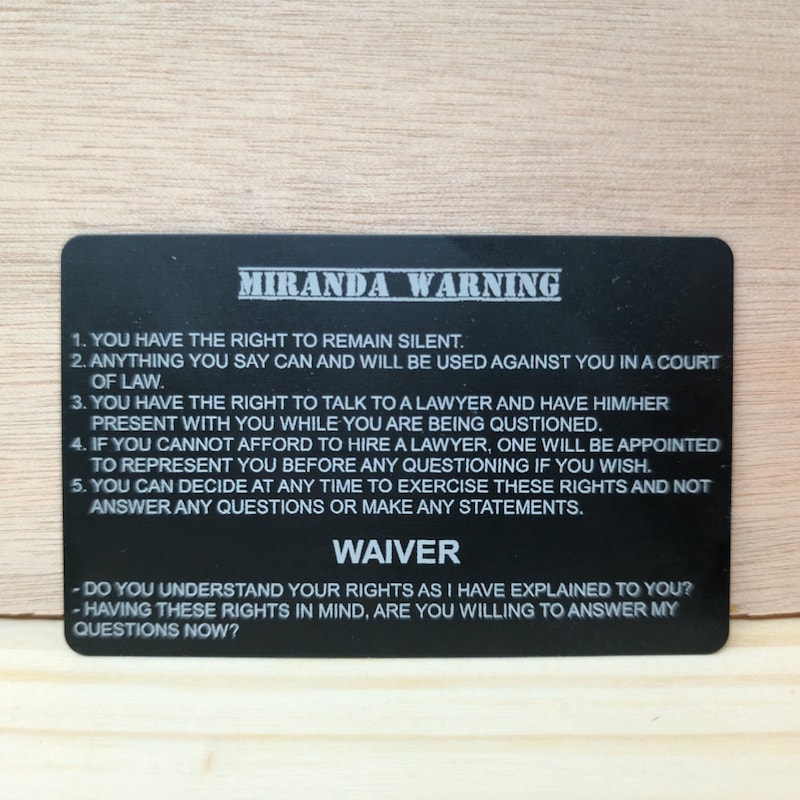 MIRANDA WARNING
1. YOU HAVE THE RIGHT TO REMAIN SILENT.
2. ANYTHING YOU SAY CAN AND WILL BE USED AGAINST YOU IN A COURT
OF LAW.
3. YOU HAVE THE RIGHT TO TALK TO A LAWYER AND HAVE HIM/HER
PRESENT WITH YOU WHILE YOU ARE BEING QUSTIONED.
4. IF YOU CANNOT AFFORD TO HIRE A LAWYER, ONE WILL BE APPOINTED
TO REPRESENT YOU BEFORE ANY QUESTIONING IF YOU WISH.
5. YOU CAN DECIDE AT ANY TIME TO EXERCISE THESE RIGHTS AND NOT
ANSWER ANY QUESTIONS OR MAKE ANY STATEMENTS.
WAIVER
- DO YOU UNDERSTAND YOUR RIGHTS AS I HAVE EXPLAINED TO YOU?
- HAVING THESE RIGHTS IN MIND, ARE YOU WILLING TO ANSWER MY
QUESTIONS NOW?